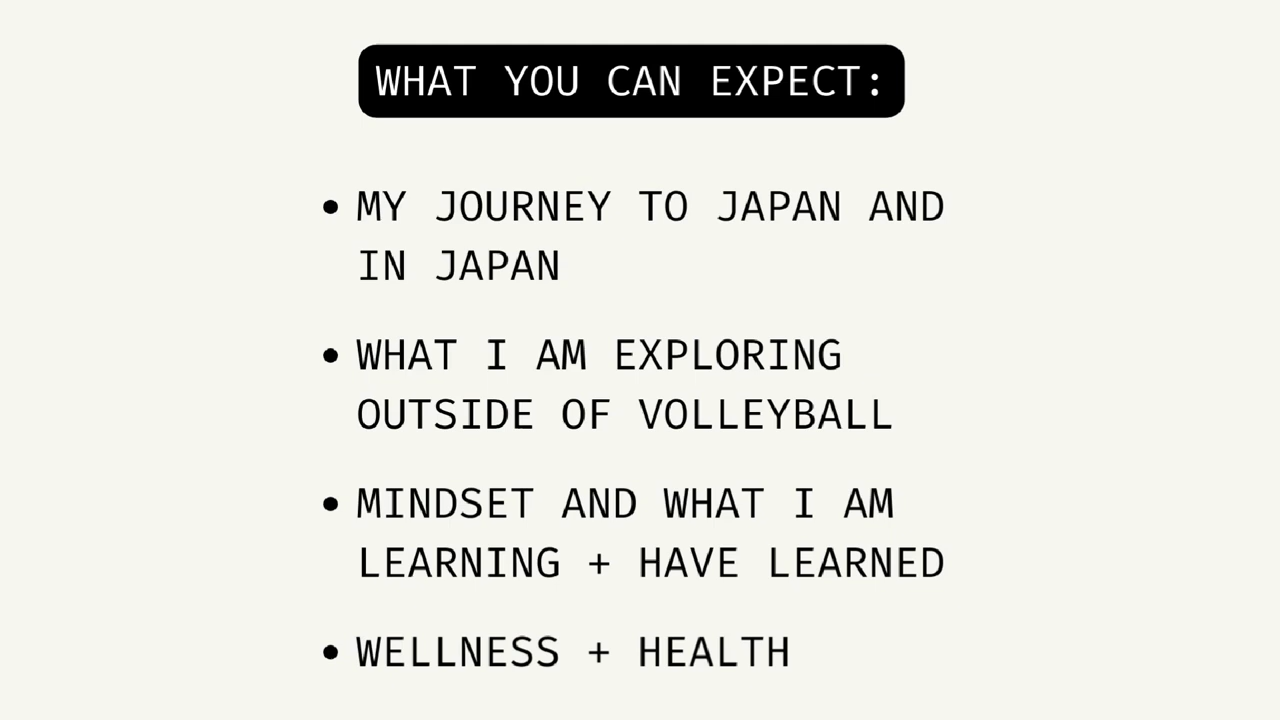 WHAT YOU CAN EXPECT:
• MY JOURNEY TO JAPAN AND
IN JAPAN
• WHAT I AM EXPLORING
OUTSIDE OF VOLLEYBALL
• MINDSET AND WHAT I AM
LEARNING + HAVE LEARNED
• WELLNESS + HEALTH